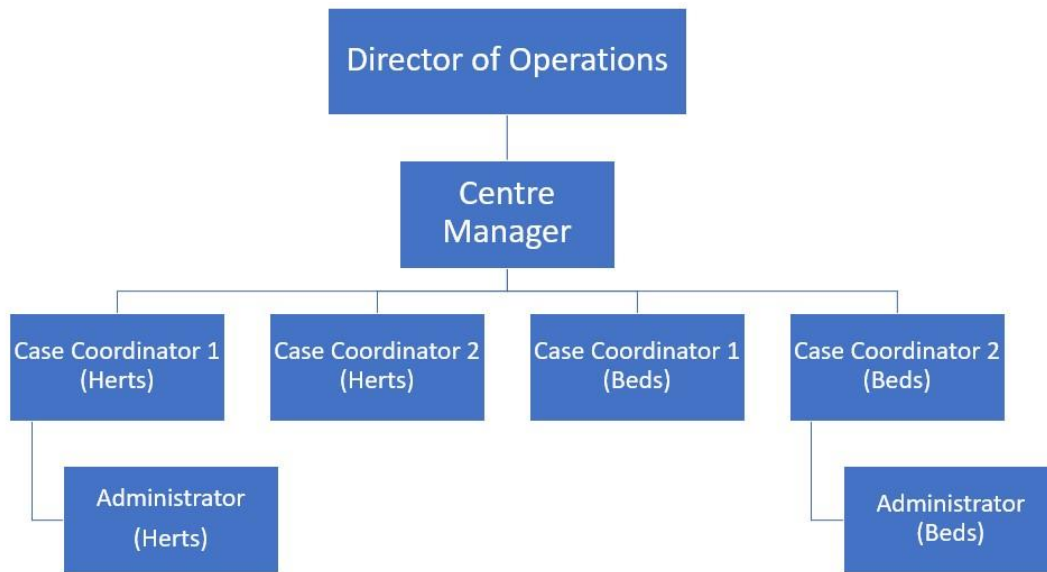 Director of Operations
Centre
Manager
Case Coordinator 1
(Herts)
Case Coordinator 2
(Herts)
Case Coordinator 1
(Beds)
Case Coordinator 2
(Beds)
Administrator
(Herts)
Administrator
(Beds)